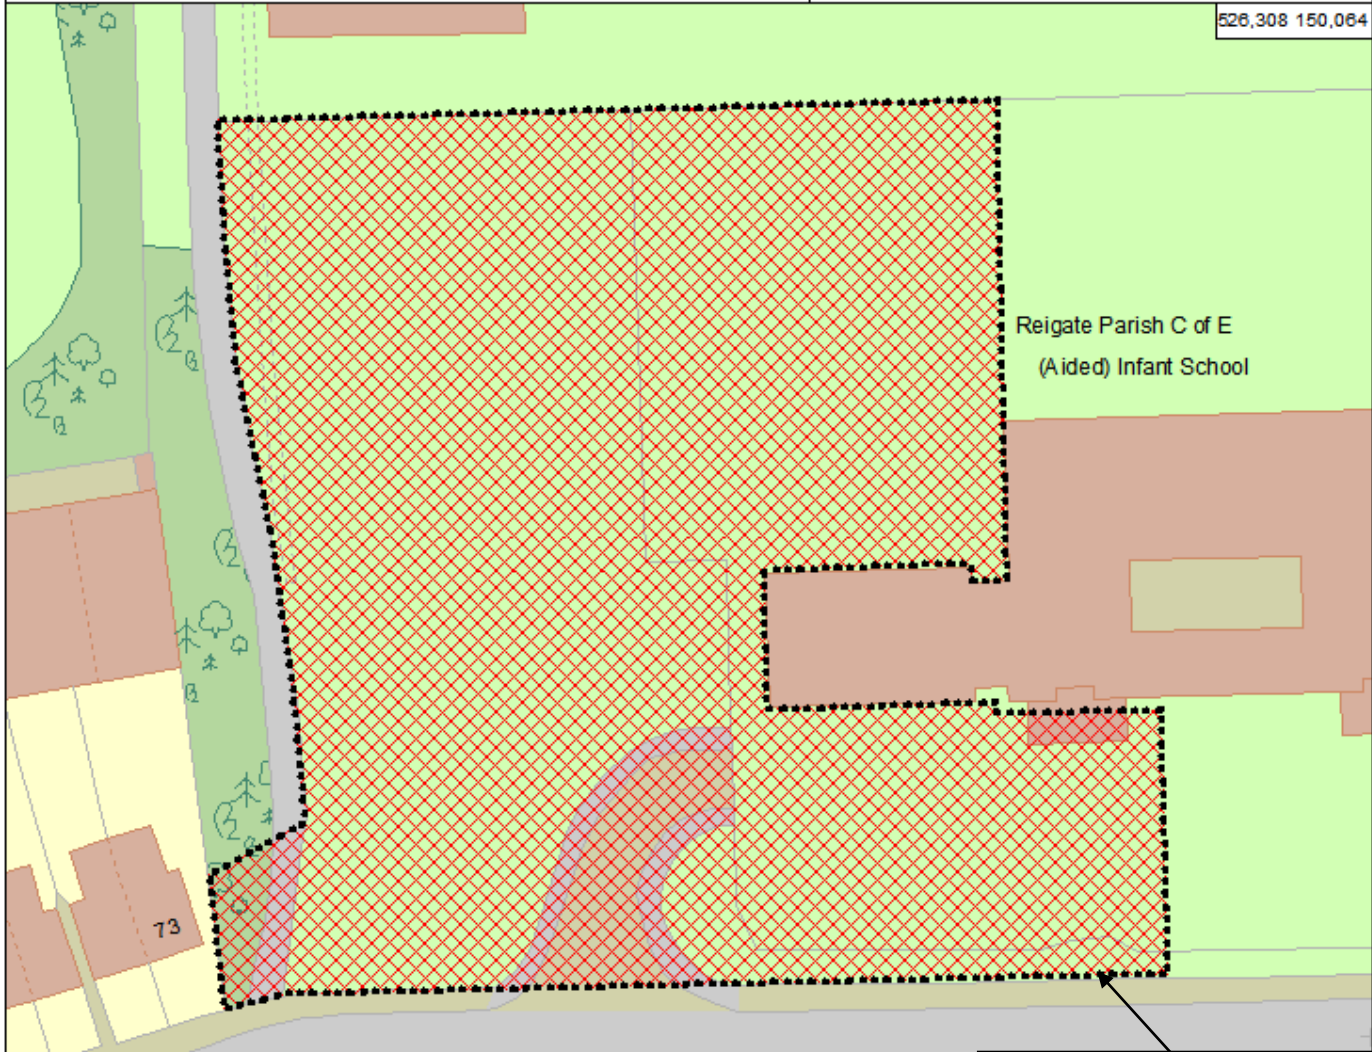 526,308 150,064
Reigate Parish C of E
(Aided) Infant School
73